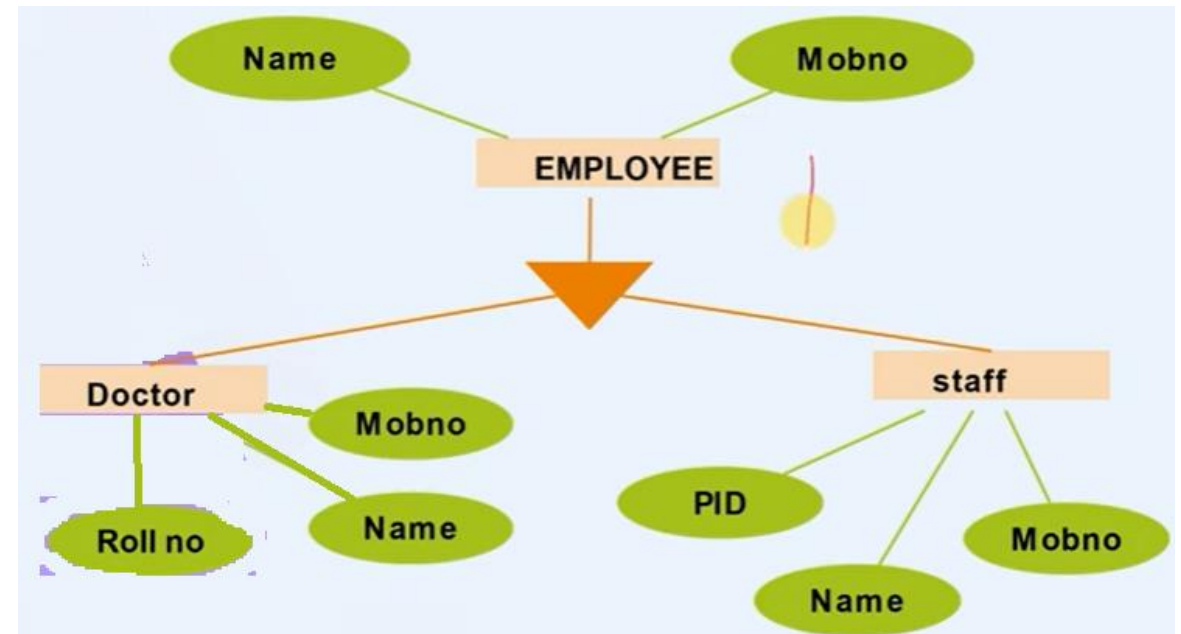 Name
Mobno
EMPLOYEE
Doctor
staff
Mobno
PID
Name
Roll no
Mobno
Name